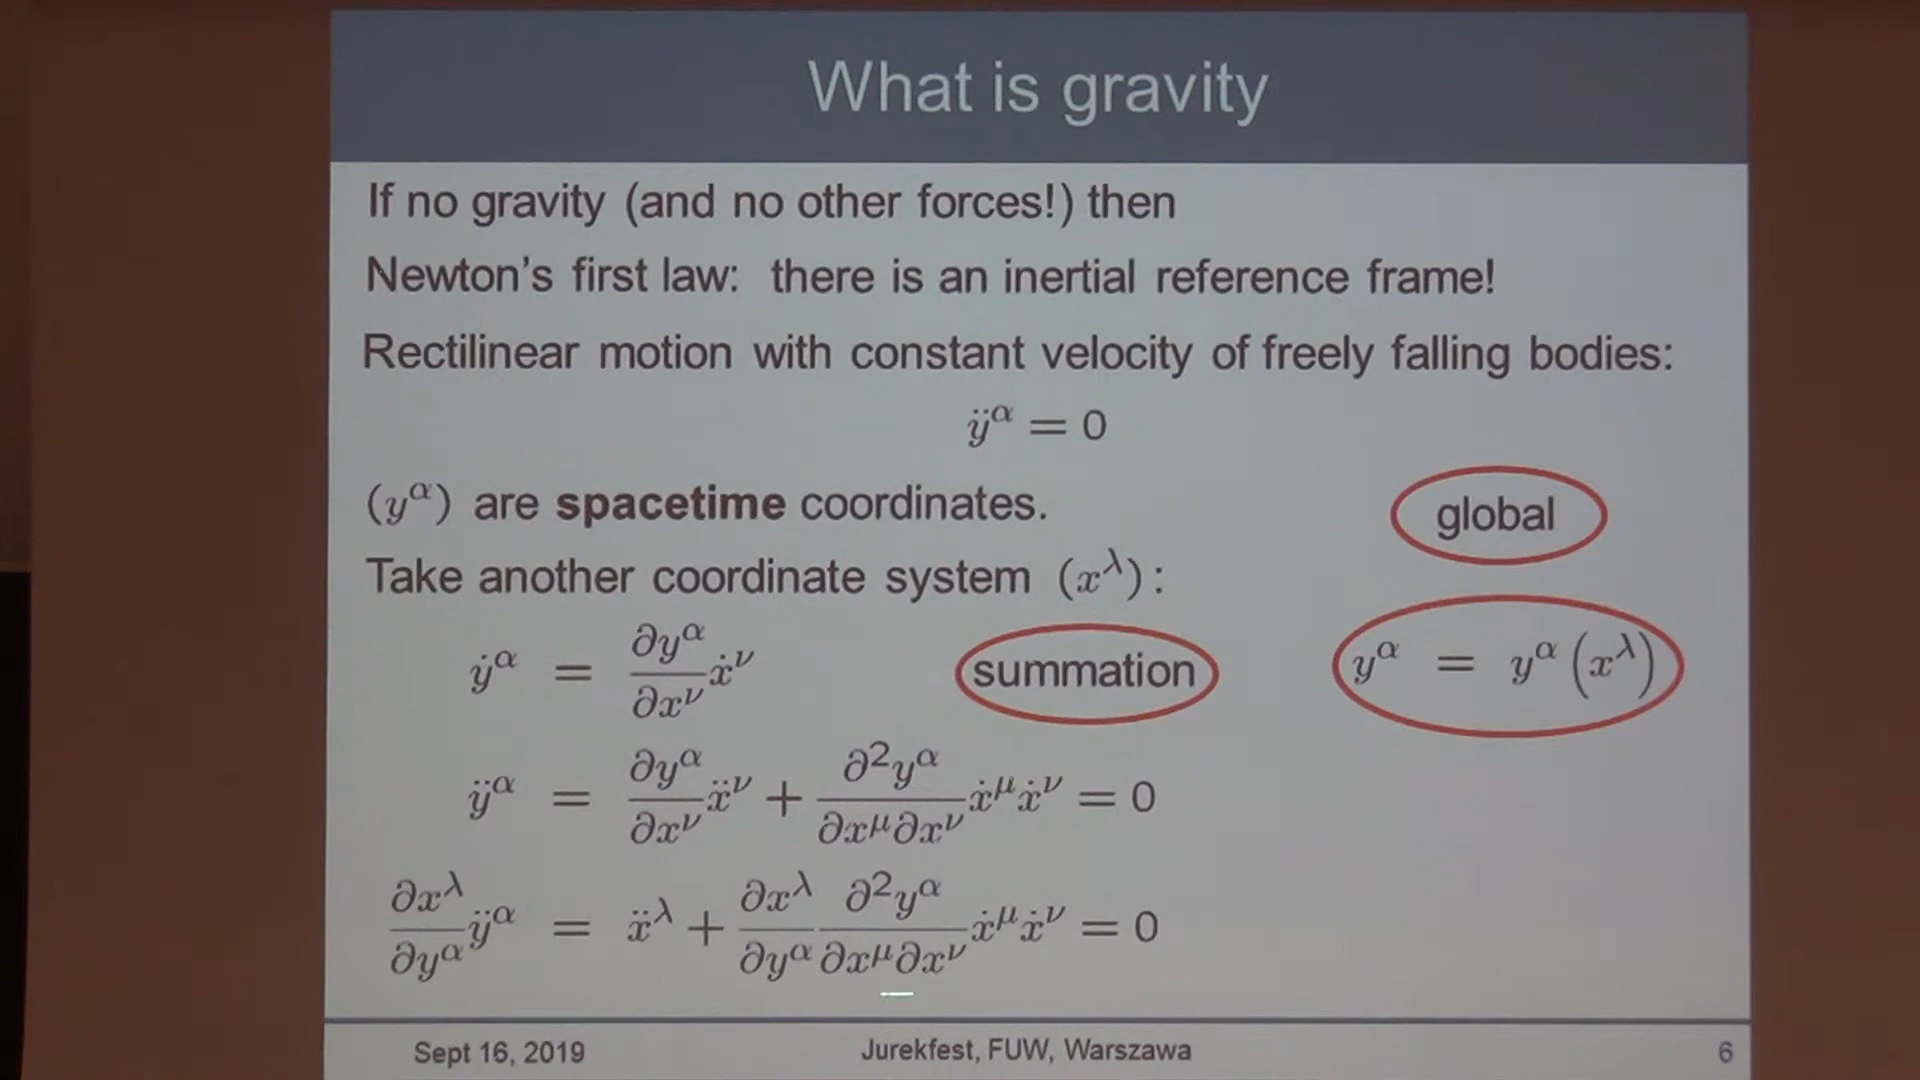 What is gravity
If no gravity (and no other forces!) then
Newton's first law: there is an inertial reference frame!
Rectilinear motion with constant velocity of freely falling bodies:
ÿ^α = 0
(y^α) are spacetime coordinates.
global
Take another coordinate system (x^λ):
ẏ^α = ∂y^α/∂x^ν ẋ^ν
summation
y^α = y^α (x^λ)
ÿ^α = ∂y^α/∂x^ν ẍ^ν + ∂²y^α/∂x^μ∂x^ν ẋ^μ ẋ^ν = 0
∂x^λ/∂y^α ÿ^α = ẍ^λ + ∂x^λ/∂y^α ∂²y^α/∂x^μ∂x^ν ẋ^μ ẋ^ν = 0
Sept 16, 2019
Jurekfest, FUW, Warszawa
6